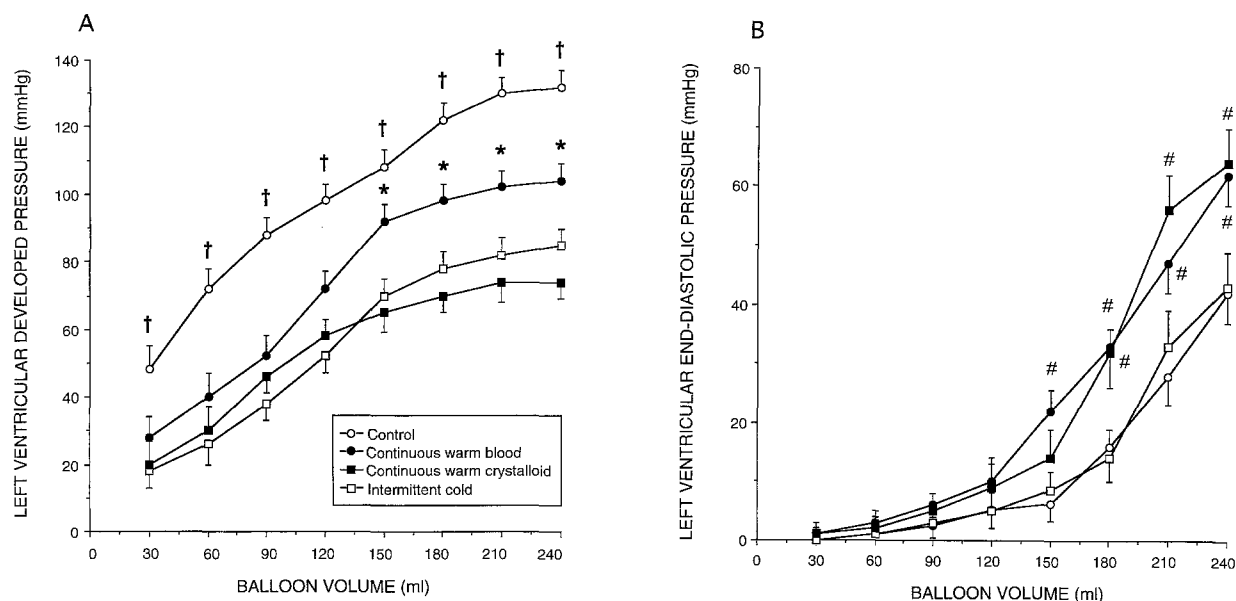 A
LEFT VENTRICULAR DEVELOPED PRESSURE (mmHg)
140
120
100
80
60
40
20
0
† † † † † † † †
* * * *
Control
Continuous warm blood
Continuous warm crystalloid
Intermittent cold
0 30 60 90 120 150 180 210 240
BALLOON VOLUME (ml)
B
LEFT VENTRICULAR END-DIASTOLIC PRESSURE (mmHg)
80
60
40
20
0
# # # # # # #
0 30 60 90 120 150 180 210 240
BALLOON VOLUME (ml)